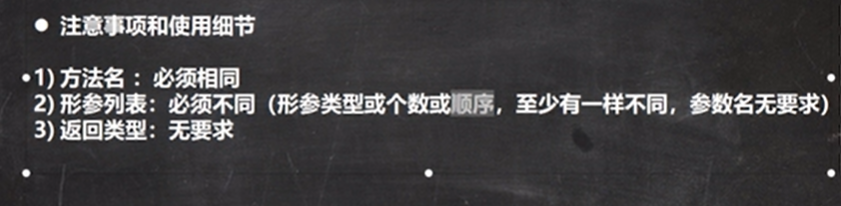 ● 注意事项和使用细节
1) 方法名 ：必须相同
2) 形参列表：必须不同（形参类型或个数或顺序，至少有一样不同，参数名无要求）
3) 返回类型：无要求